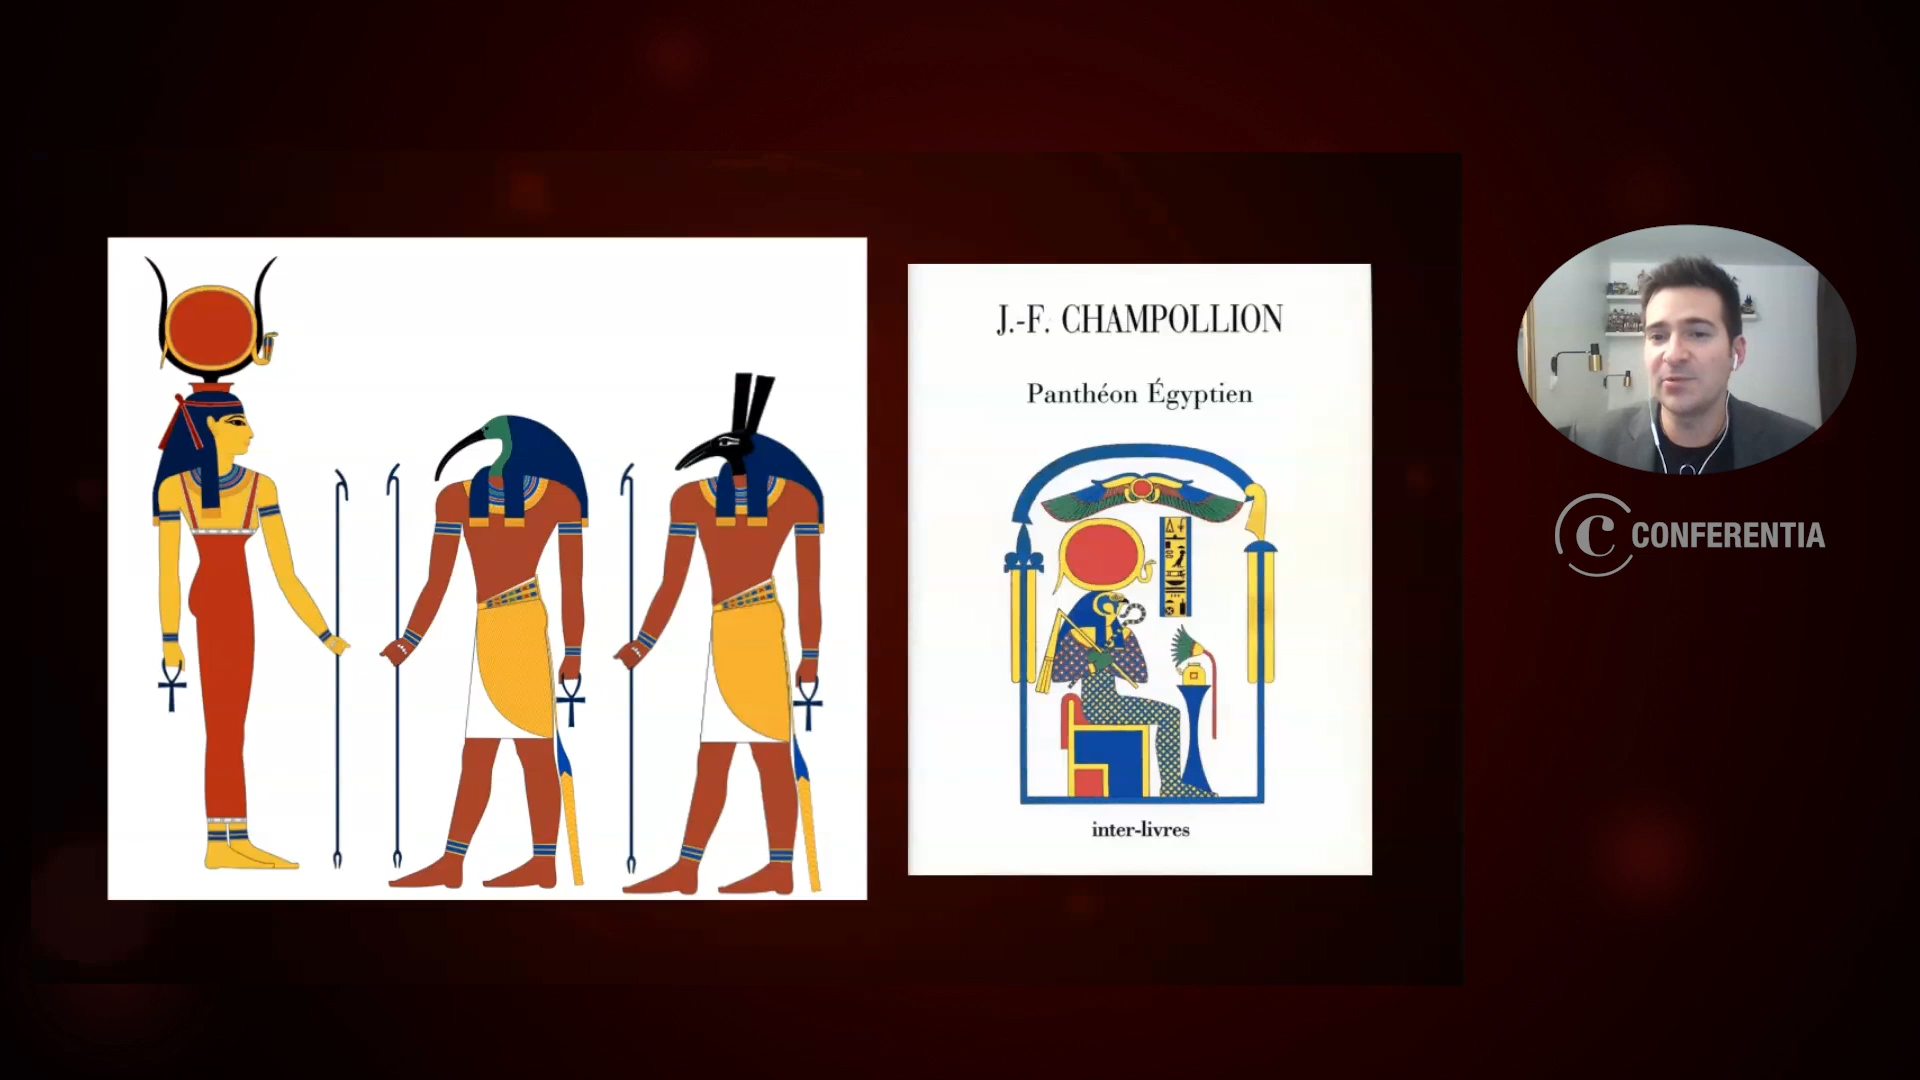 J.-F. CHAMPOLLION
Panthéon Égyptien
inter-livres
C CONFERENTIA